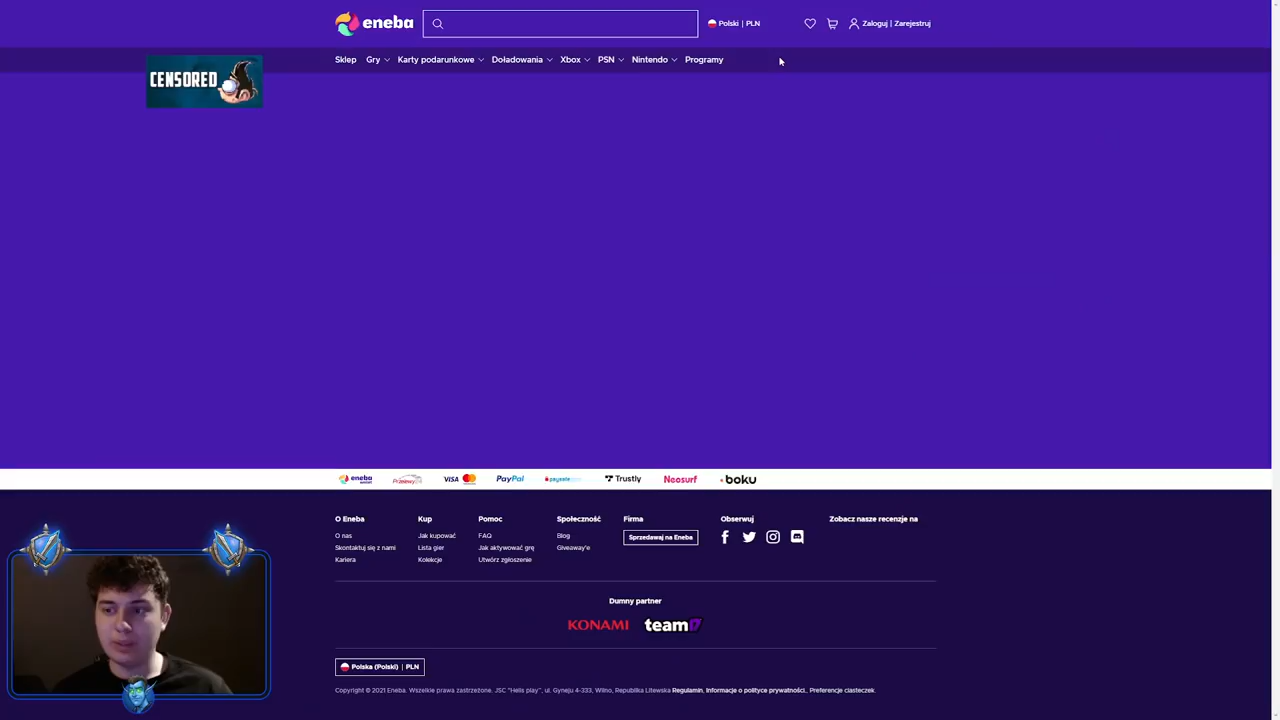 eneba
Polski | PLN
Zaloguj | Zarejestruj
Sklep Gry Karty podarunkowe Doładowania Xbox PSN Nintendo Programy
CENSORED
eneba VISA PayPal Trustly Neosurf boku
O Eneba
O nas
Skontaktuj się z nami
Kariera
Kup
Jak kupować
Lista gier
Kolekcje
Pomoc
FAQ
Jak aktywować grę
Utwórz zgłoszenie
Społeczność
Blog
Giveaway'e
Firma
Sprzedawaj na Eneba
Obserwuj
Zobacz nasze recenzje na
Dumny partner
KONAMI team17
Polska (Polski) | PLN
Copyright © 2021 Eneba. Wszelkie prawa zastrzeżone. JSC "Helis play", ul. Gyneju 4-333, Wilno, Republika Litewska Regulamin, Informacja o polityce prywatności,, Preferencje ciasteczek.